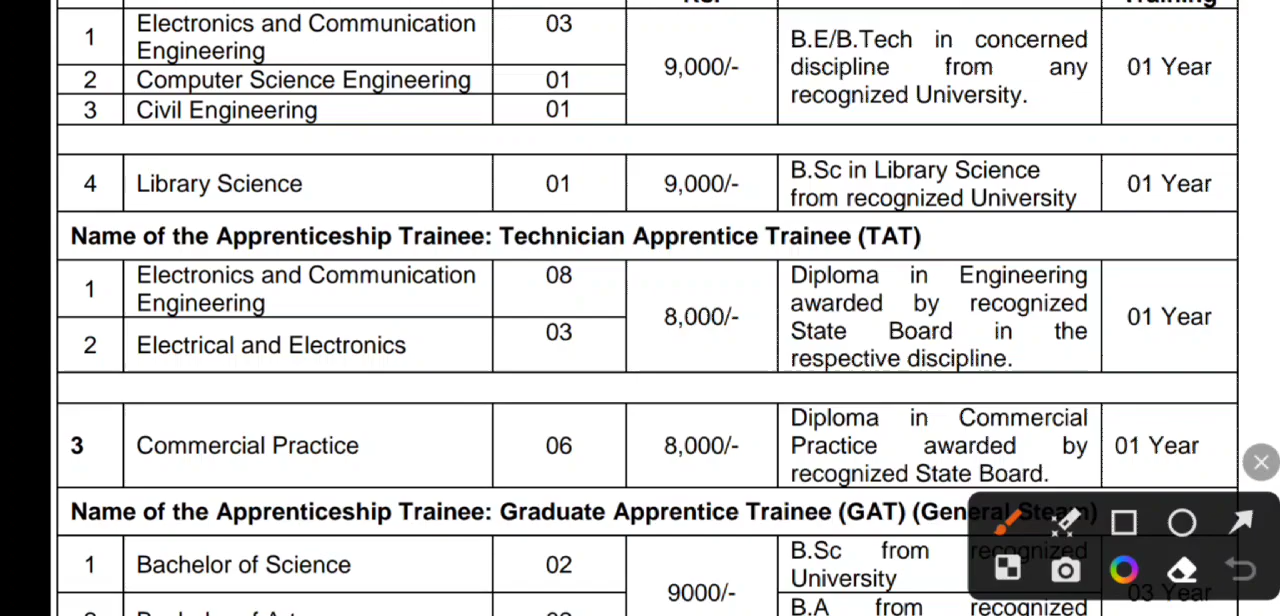 1 Electronics and Communication Engineering 03 9,000/- B.E/B.Tech in concerned discipline from any recognized University. 01 Year
2 Computer Science Engineering 01
3 Civil Engineering 01
4 Library Science 01 9,000/- B.Sc in Library Science from recognized University 01 Year
Name of the Apprenticeship Trainee: Technician Apprentice Trainee (TAT)
1 Electronics and Communication Engineering 08 8,000/- Diploma in Engineering awarded by recognized State Board in the respective discipline. 01 Year
2 Electrical and Electronics 03
3 Commercial Practice 06 8,000/- Diploma in Commercial Practice awarded by recognized State Board. 01 Year
Name of the Apprenticeship Trainee: Graduate Apprentice Trainee (GAT) (General Steam)
1 Bachelor of Science 02 9000/- B.Sc from recognized University 03 Year
B.A from recognized